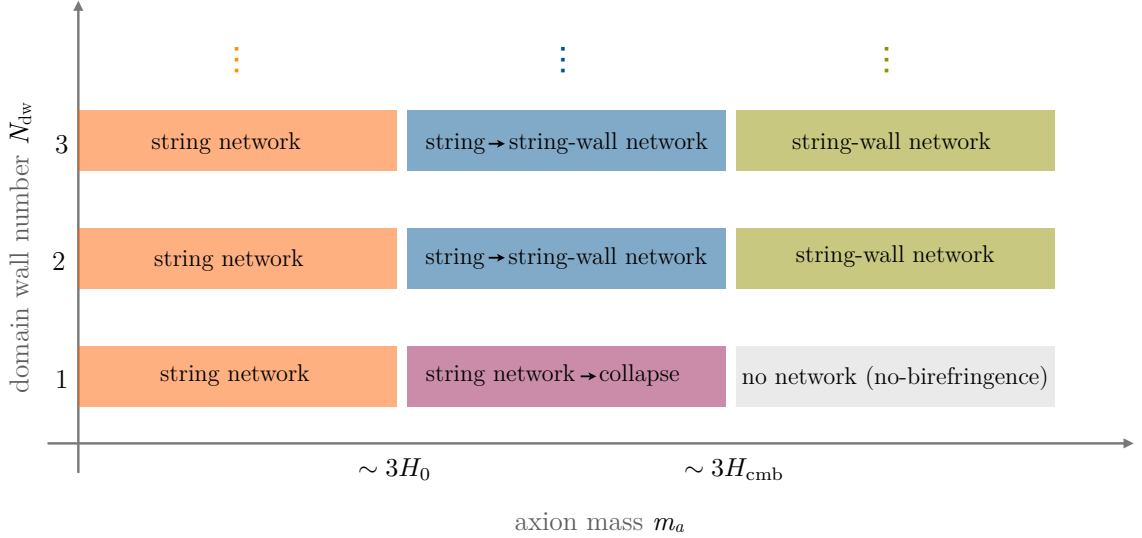 domain wall number N_dw
3
string network
string→string-wall network
string-wall network
2
string network
string→string-wall network
string-wall network
1
string network
string network→collapse
no network (no-birefringence)
∼ 3H_0
∼ 3H_cmb
axion mass m_a